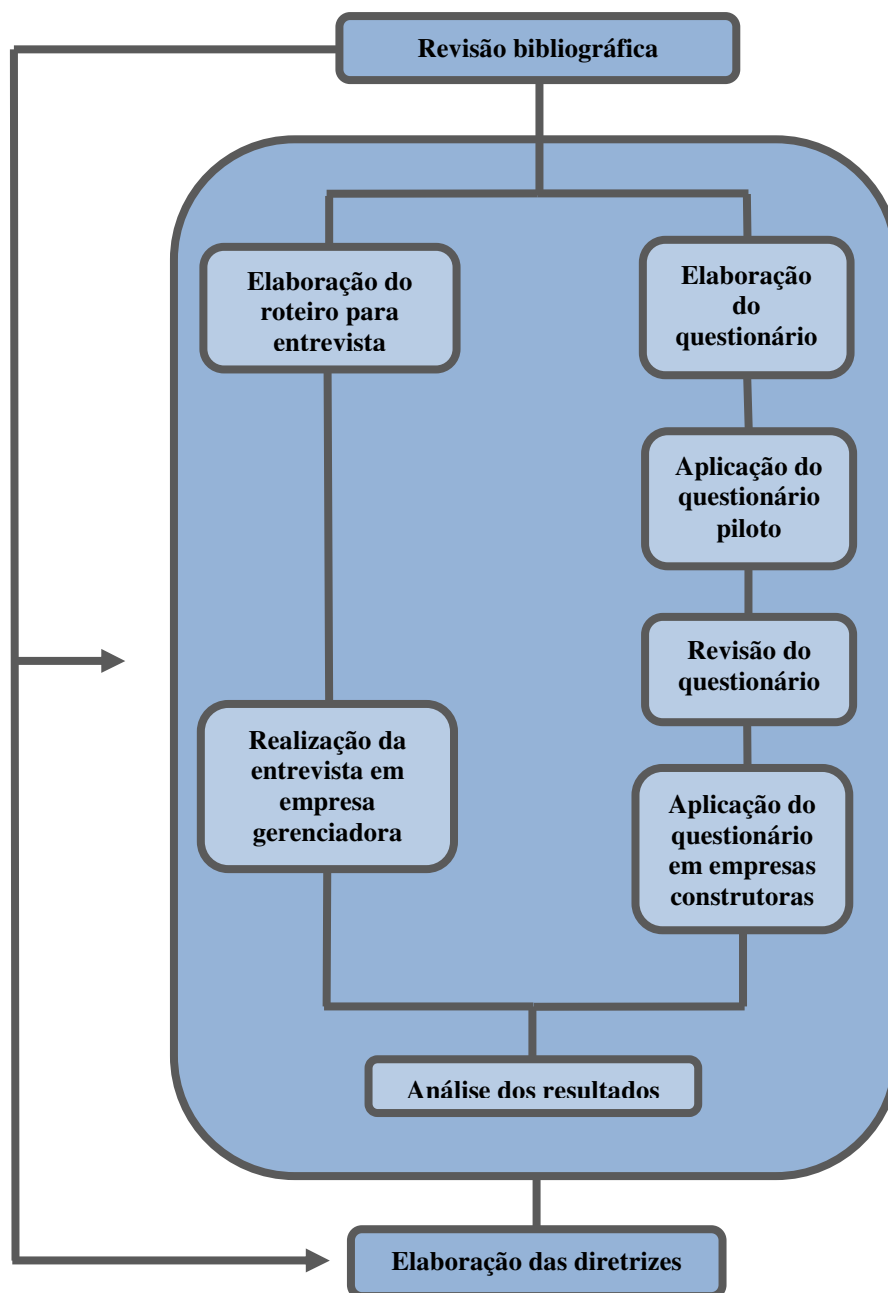 Revisão bibliográfica
Elaboração do
roteiro para
entrevista
Realização da
entrevista em
empresa
gerenciadora
Elaboração
do
questionário
Aplicação do
questionário
piloto
Revisão do
questionário
Aplicação do
questionário
em empresas
construtoras
Análise dos resultados
Elaboração das diretrizes